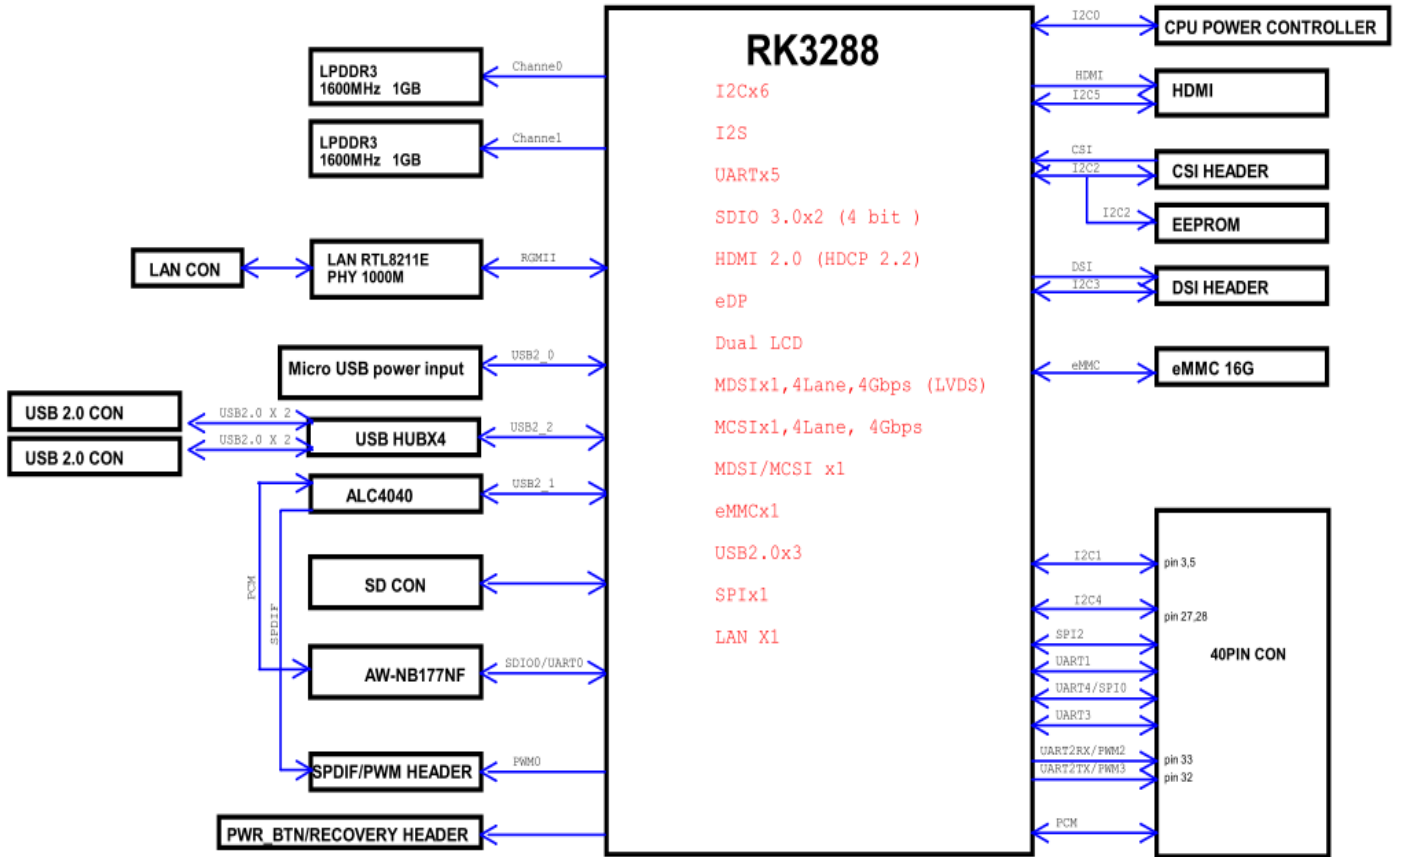 RK3288
I2Cx6
I2S
UARTx5
SDIO 3.0x2 (4 bit )
HDMI 2.0 (HDCP 2.2)
eDP
Dual LCD
MDSIx1,4Lane,4Gbps (LVDS)
MCSIx1,4Lane, 4Gbps
MDSI/MCSI x1
eMMCx1
USB2.0x3
SPIx1
LAN X1
LPDDR3
1600MHz 1GB
Channe0
LPDDR3
1600MHz 1GB
Channel
LAN CON
LAN RTL8211E
PHY 1000M
RGMII
Micro USB power input
USB2_0
USB 2.0 CON
USB2.0 X 2
USB 2.0 CON
USB2.0 X 2
USB HUBX4
USB2_2
ALC4040
USB2_1
PCM
SPDIF
SD CON
AW-NB177NF
SDIO0/UART0
SPDIF/PWM HEADER
PWM0
PWR_BTN/RECOVERY HEADER
I2C0
CPU POWER CONTROLLER
HDMI
I2C5
HDMI
CSI
I2C2
CSI HEADER
I2C2
EEPROM
DSI
I2C3
DSI HEADER
eMMC
eMMC 16G
I2C1
pin 3,5
I2C4
pin 27,28
SPI2
UART1
40PIN CON
UART4/SPI0
UART3
UART2RX/PWM2
pin 33
UART2TX/PWM3
pin 32
PCM